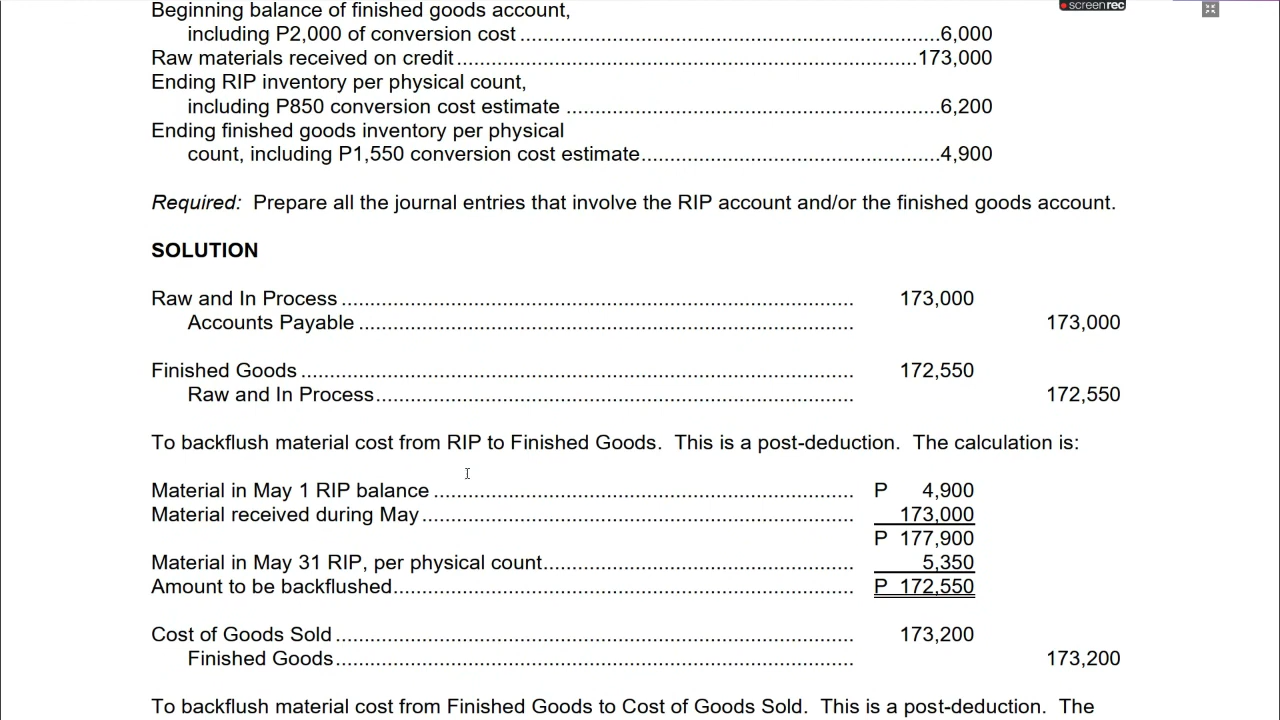 screenrec
Beginning balance of finished goods account,
including P2,000 of conversion cost ..........................................................................6,000
Raw materials received on credit................................................................................173,000
Ending RIP inventory per physical count,
including P850 conversion cost estimate .................................................................6,200
Ending finished goods inventory per physical
count, including P1,550 conversion cost estimate....................................................4,900
Required: Prepare all the journal entries that involve the RIP account and/or the finished goods account.
SOLUTION
Raw and In Process ......................................................................................... 173,000
Accounts Payable ...................................................................................... 173,000
Finished Goods ................................................................................................ 172,550
Raw and In Process................................................................................... 172,550
To backflush material cost from RIP to Finished Goods. This is a post-deduction. The calculation is:
Material in May 1 RIP balance ......................................................................... P 4,900
Material received during May ........................................................................... 173,000
P 177,900
Material in May 31 RIP, per physical count...................................................... 5,350
Amount to be backflushed................................................................................ P 172,550
Cost of Goods Sold .......................................................................................... 173,200
Finished Goods.......................................................................................... 173,200
To backflush material cost from Finished Goods to Cost of Goods Sold. This is a post-deduction. The